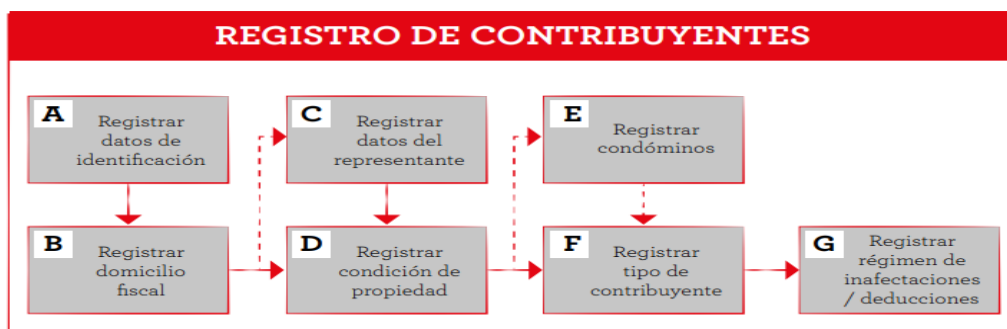 REGISTRO DE CONTRIBUYENTES
A
Registrar
datos de
identificación
B
Registrar
domicilio
fiscal
C
Registrar
datos del
representante
D
Registrar
condición de
propiedad
E
Registrar
condóminos
F
Registrar
tipo de
contribuyente
G
Registrar
régimen de
inafectaciones
/ deducciones